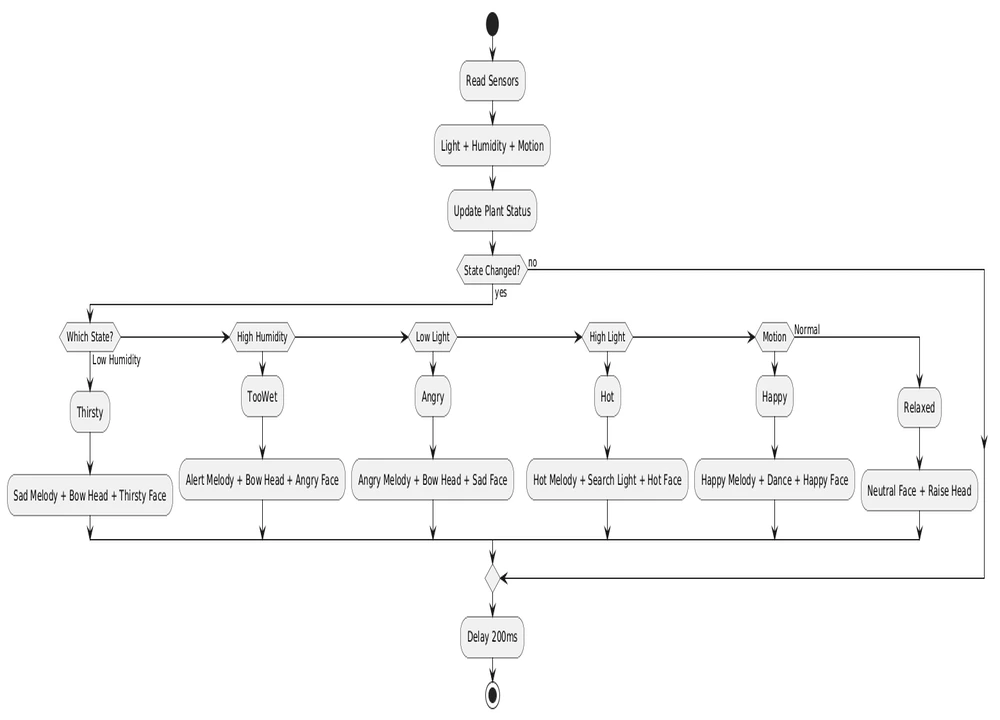 Read Sensors
Light + Humidity + Motion
Update Plant Status
State Changed?
no
yes
Which State?
High Humidity
Low Light
High Light
Motion
Normal
Low Humidity
Thirsty
TooWet
Angry
Hot
Happy
Relaxed
Sad Melody + Bow Head + Thirsty Face
Alert Melody + Bow Head + Angry Face
Angry Melody + Bow Head + Sad Face
Hot Melody + Search Light + Hot Face
Happy Melody + Dance + Happy Face
Neutral Face + Raise Head
Delay 200ms